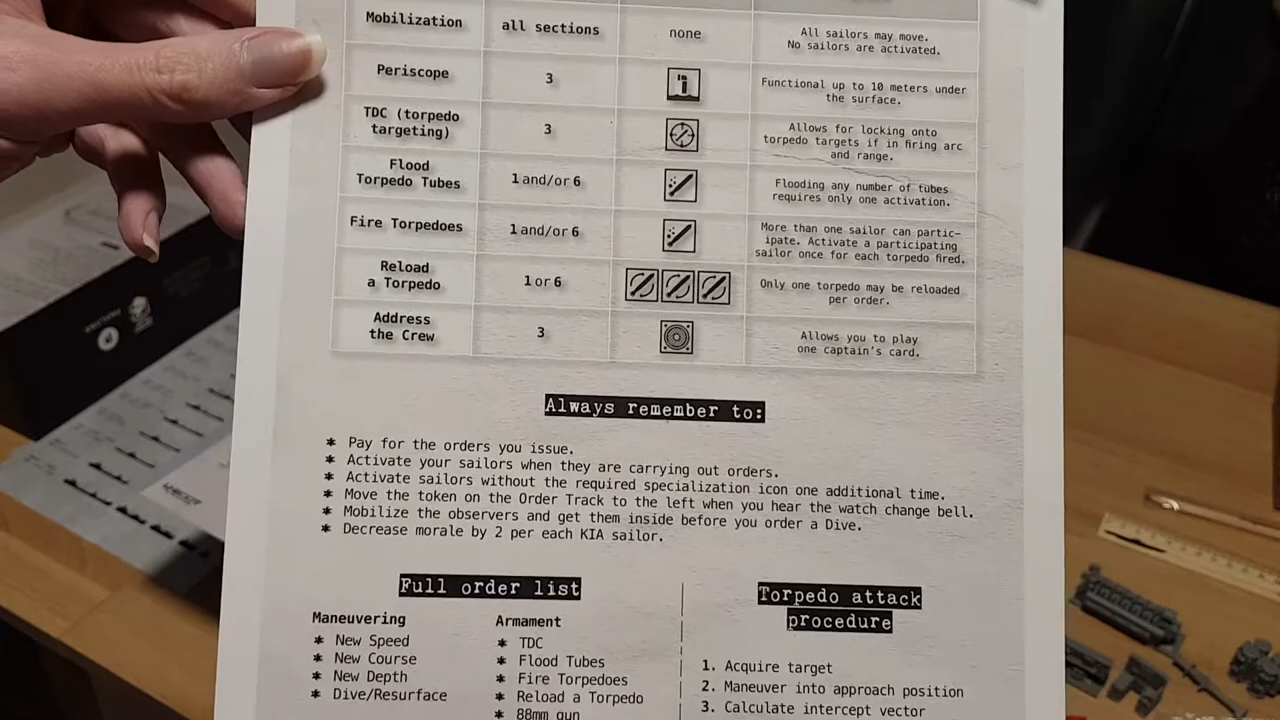 Mobilization
all sections
none
All sailors may move.
No sailors are activated.
Periscope
3
Functional up to 10 meters under
the surface.
TDC (torpedo
targeting)
3
Allows for locking onto
torpedo targets if in firing arc
and range.
Flood
Torpedo Tubes
1 and/or 6
Flooding any number of tubes
requires only one activation.
Fire Torpedoes
1 and/or 6
More than one sailor can partic-
ipate. Activate a participating
sailor once for each torpedo fired.
Reload
a Torpedo
1 or 6
Only one torpedo may be reloaded
per order.
Address
the Crew
3
Allows you to play
one captain's card.
Always remember to:
* Pay for the orders you issue.
* Activate your sailors when they are carrying out orders.
* Activate sailors without the required specialization icon one additional time.
* Move the token on the Order Track to the left when you hear the watch change bell.
* Mobilize the observers and get them inside before you order a Dive.
* Decrease morale by 2 per each KIA sailor.
Full order list
Maneuvering
* New Speed
* New Course
* New Depth
* Dive/Resurface
Armament
* TDC
* Flood Tubes
* Fire Torpedoes
* Reload a Torpedo
* 88mm gun
Torpedo attack
procedure
1. Acquire target
2. Maneuver into approach position
3. Calculate intercept vector